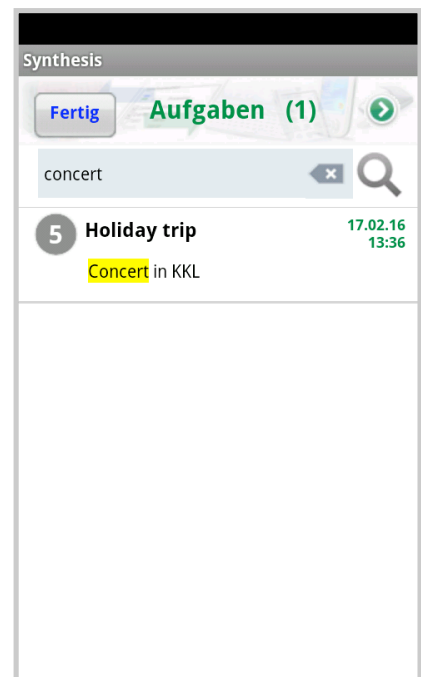 Synthesis
Fertig Aufgaben (1)
concert
5 Holiday trip 17.02.16
13:36
Concert in KKL